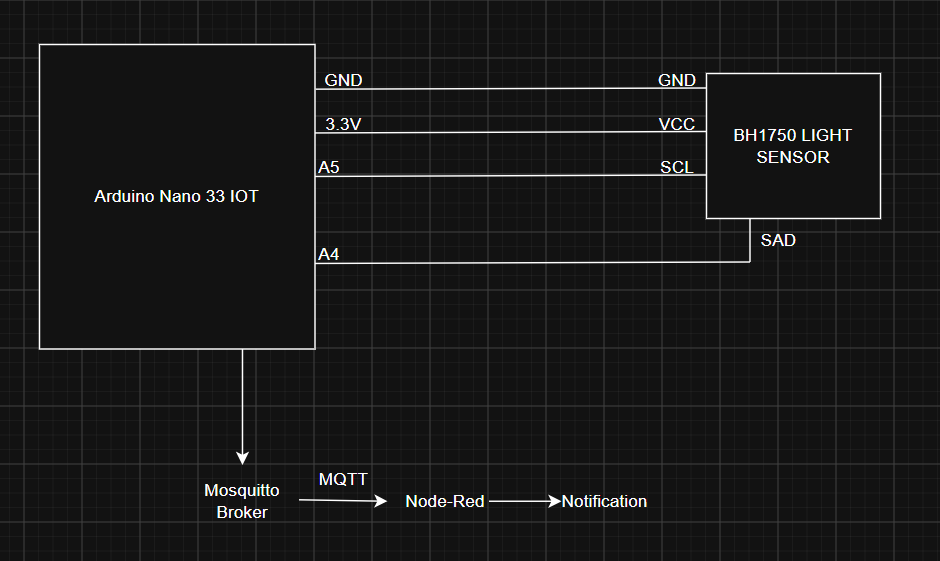 GND
GND
3.3V
VCC
BH1750 LIGHT
SENSOR
A5
SCL
Arduino Nano 33 IOT
SAD
A4
MQTT
Mosquitto
Broker
Node-Red
Notification